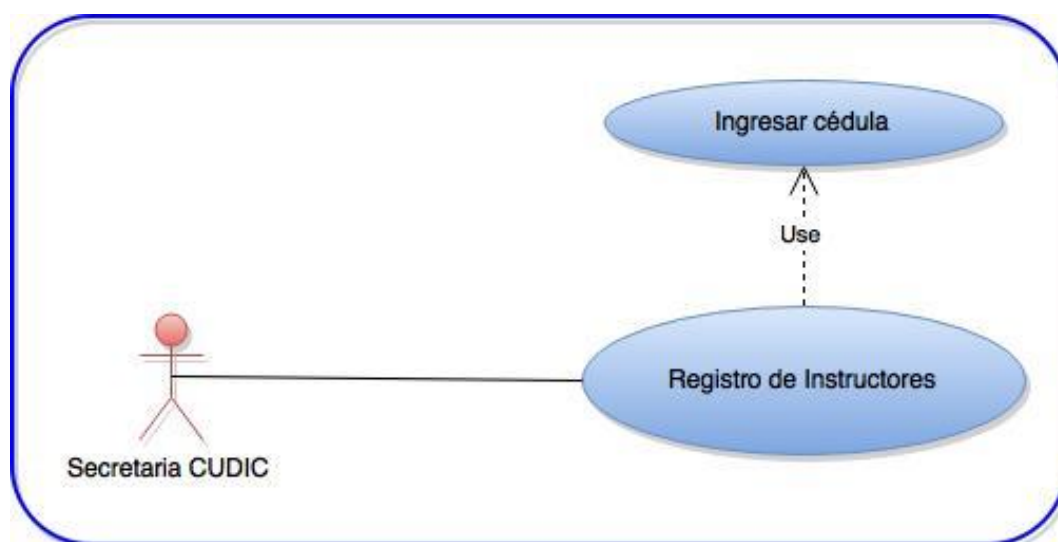 Ingresar cédula
Use
Registro de Instructores
Secretaria CUDIC